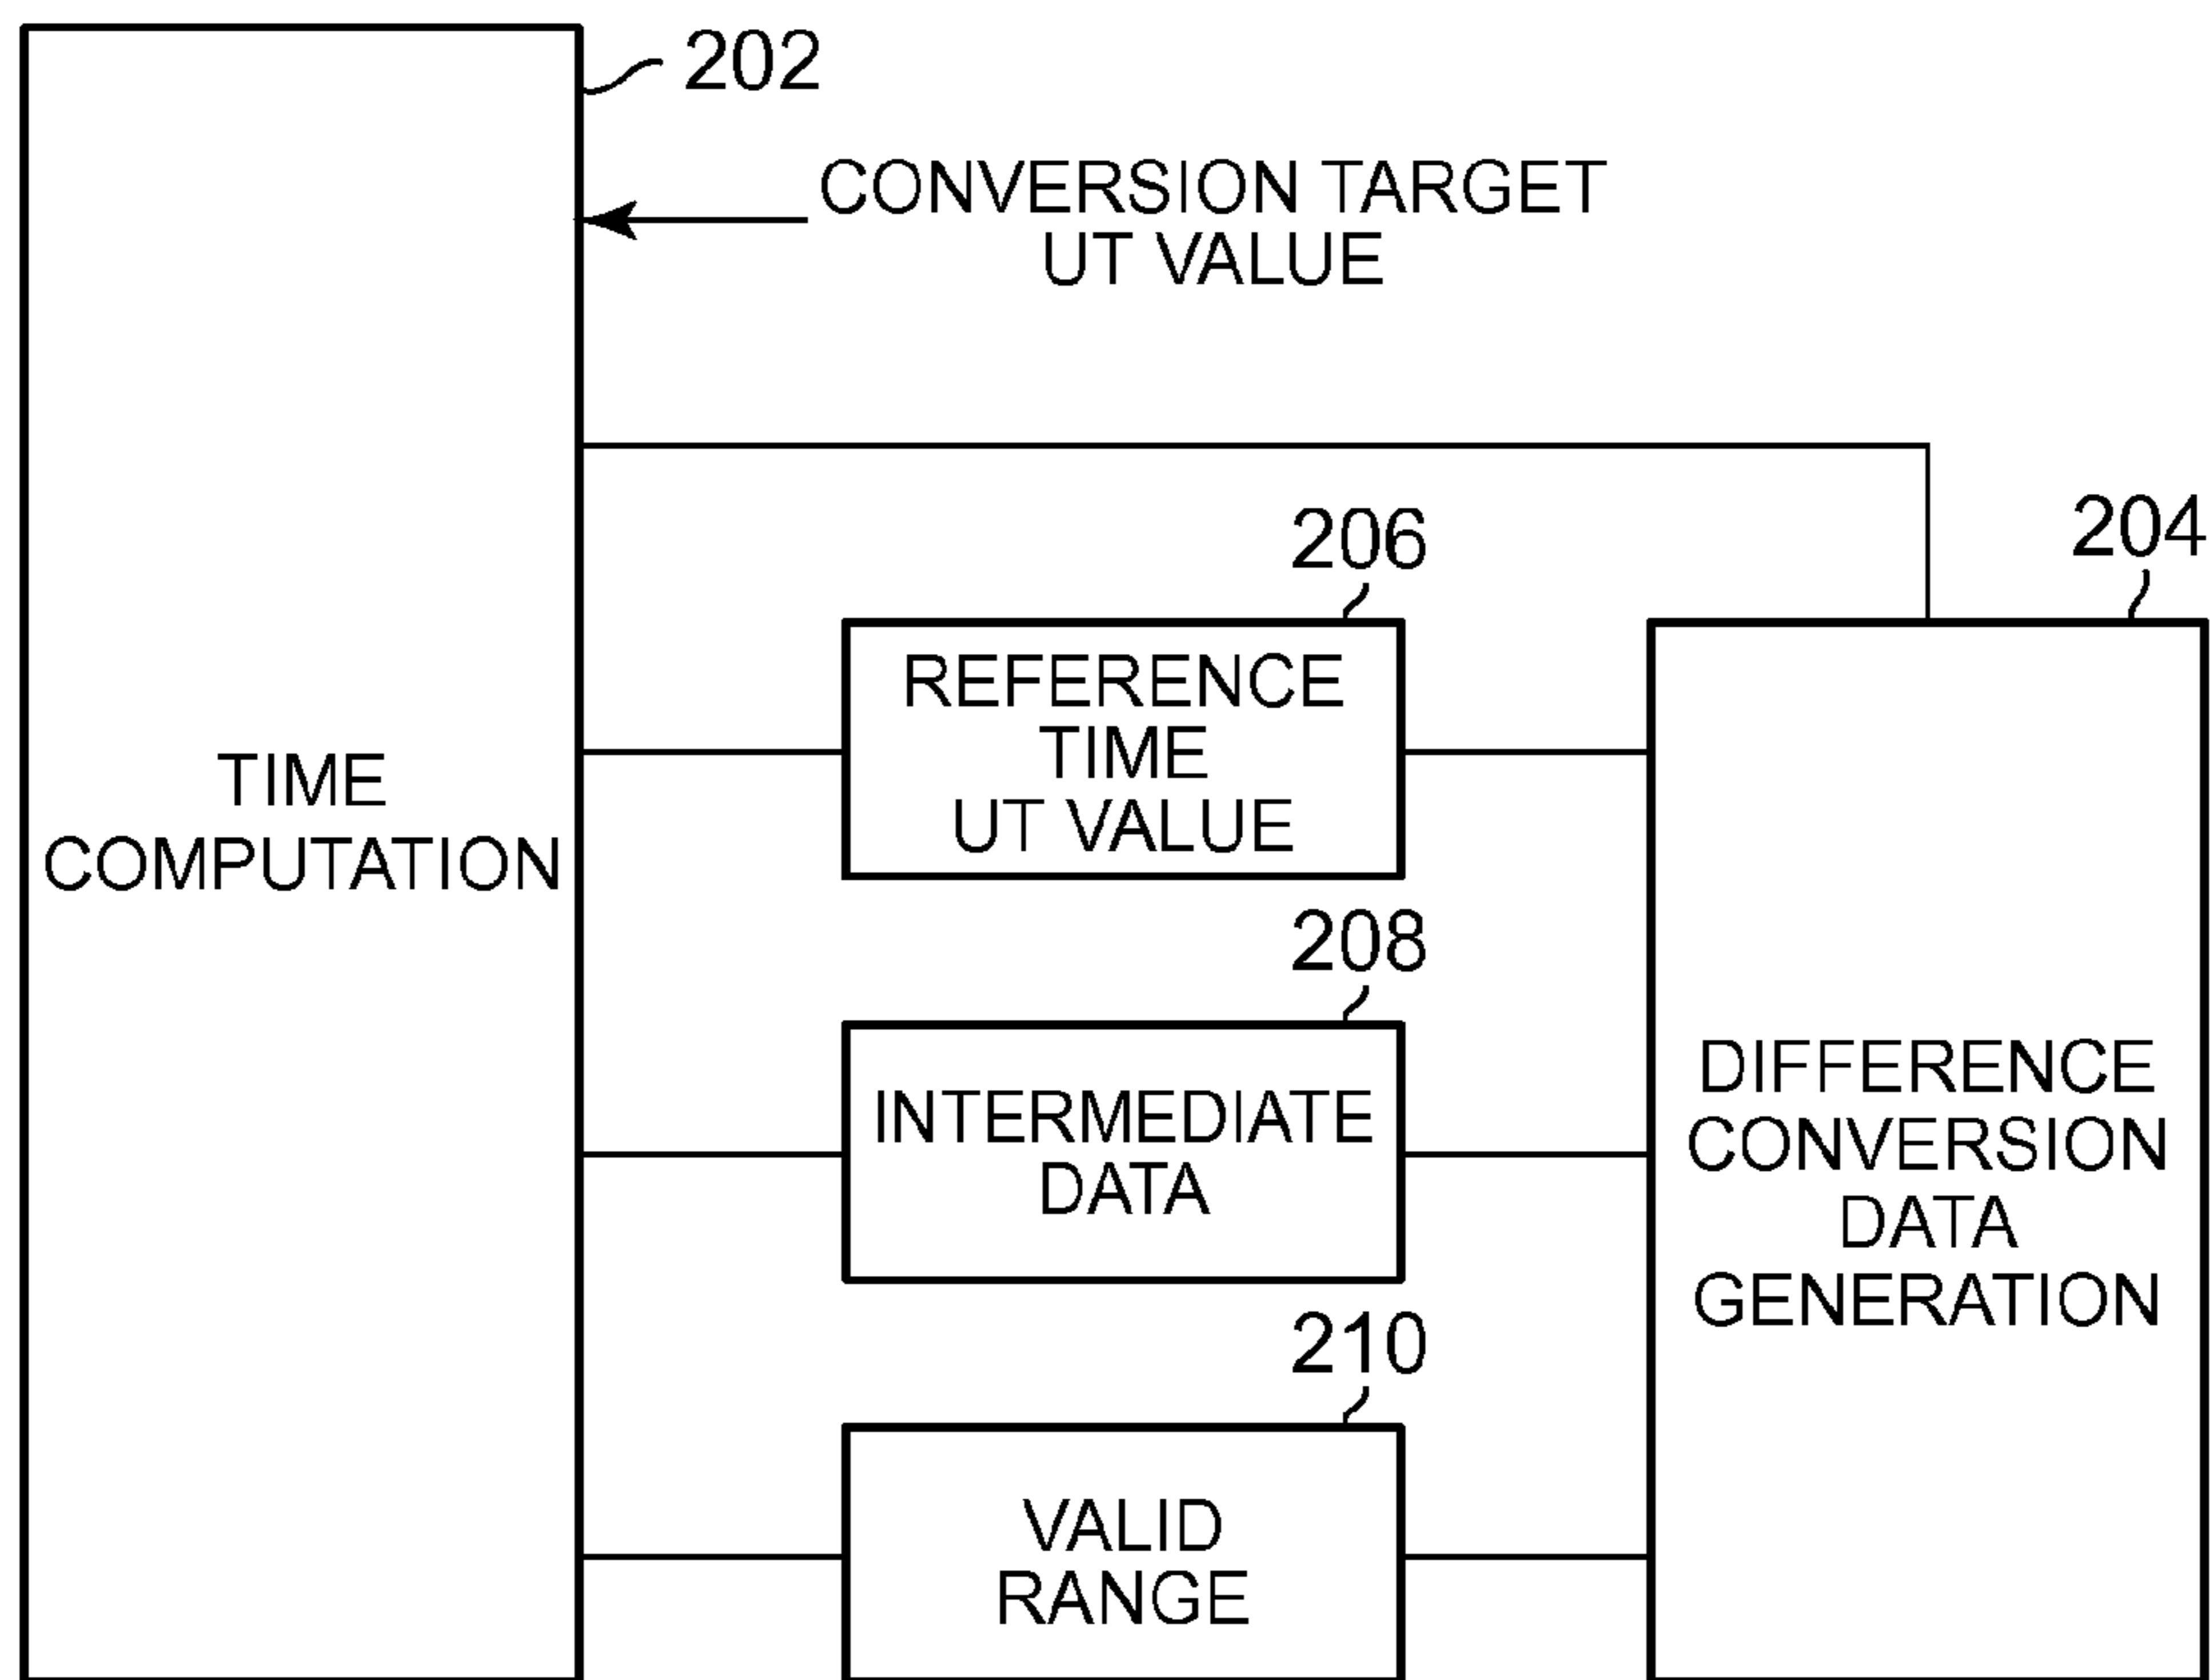 202
CONVERSION TARGET
UT VALUE
204
206
REFERENCE
TIME
UT VALUE
TIME
COMPUTATION
208
INTERMEDIATE
DATA
DIFFERENCE
CONVERSION
DATA
GENERATION
210
VALID
RANGE